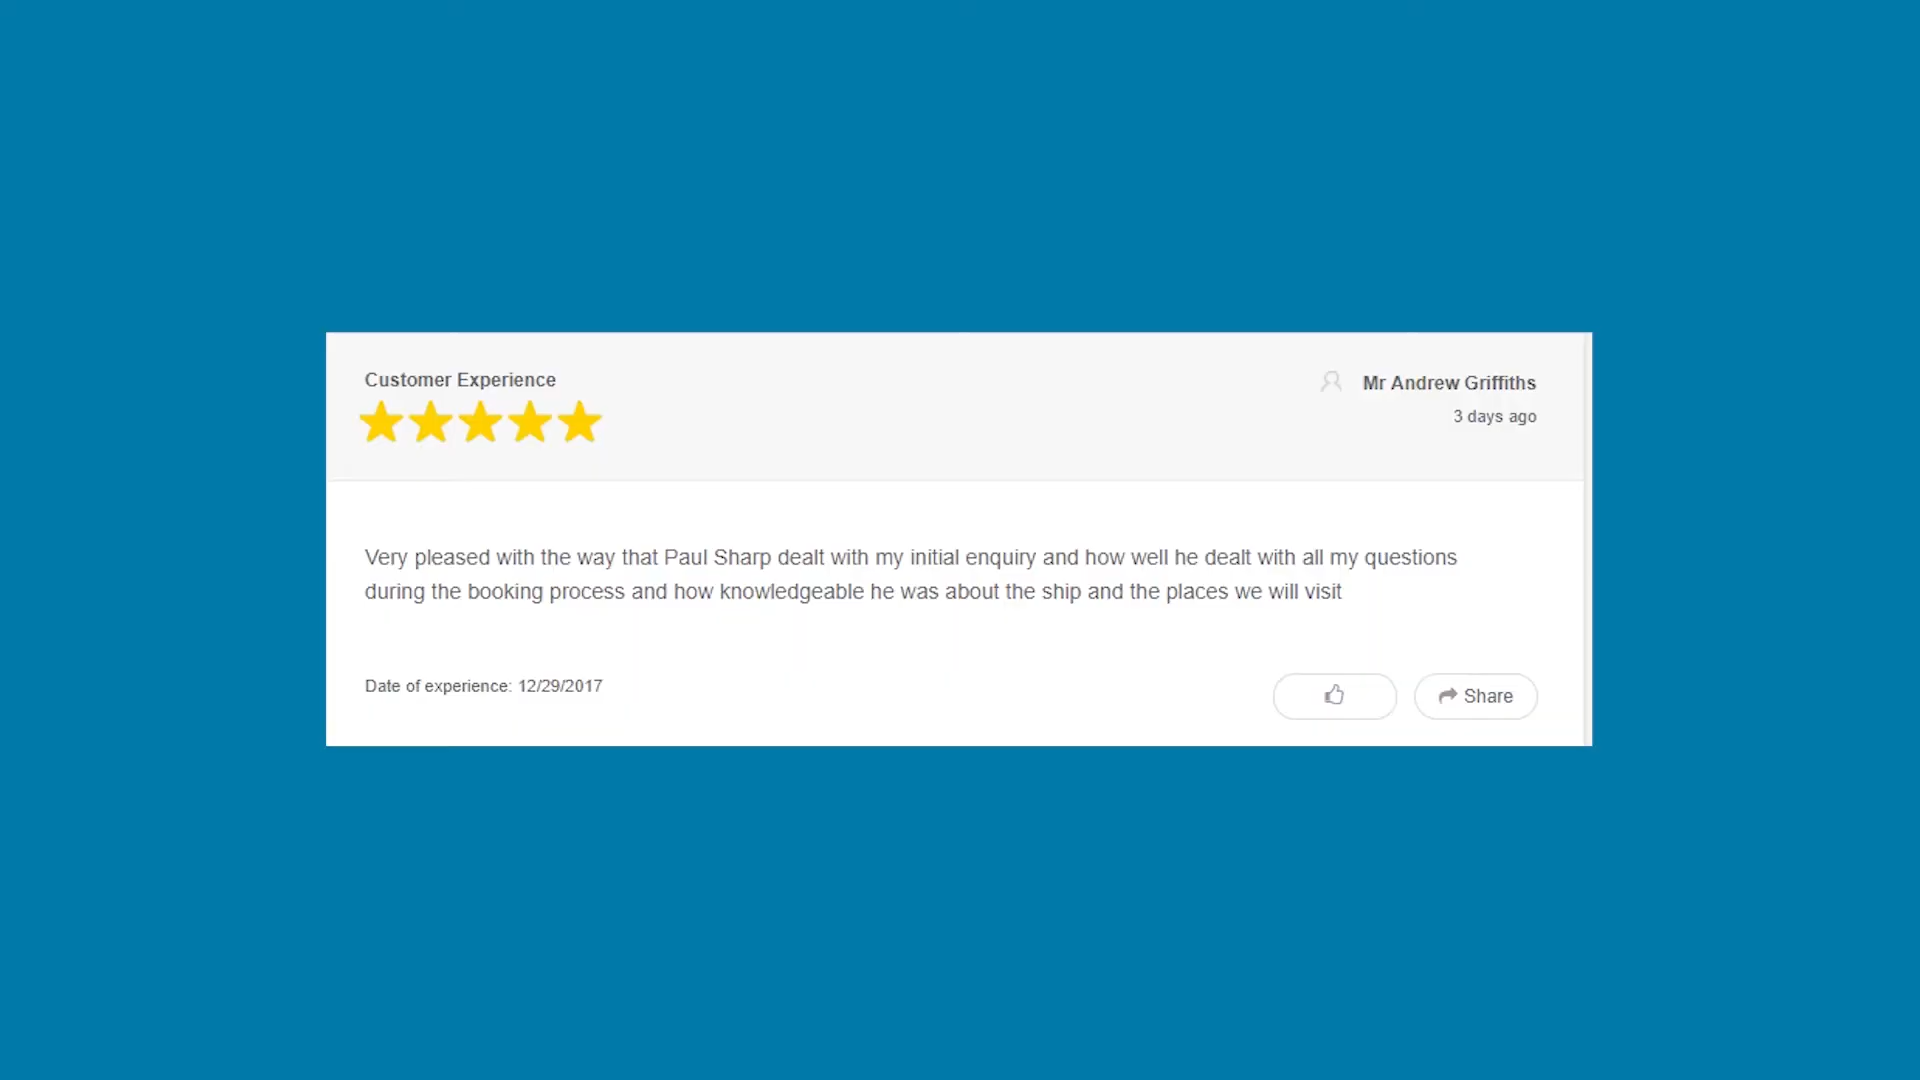 Customer Experience
Mr Andrew Griffiths
3 days ago
Very pleased with the way that Paul Sharp dealt with my initial enquiry and how well he dealt with all my questions
during the booking process and how knowledgeable he was about the ship and the places we will visit
Date of experience: 12/29/2017
Share